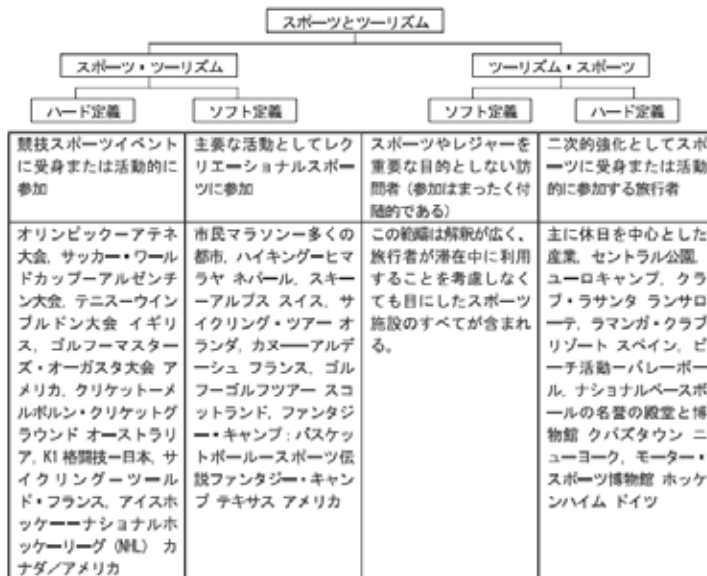 スポーツとツーリズム
スポーツ・ツーリズム
ツーリズム・スポーツ
ハード定義
ソフト定義
ソフト定義
ハード定義
競技スポーツイベント
に受身または活動的に
参加
主要な活動としてレク
リエーショナルスポー
ツに参加
スポーツやレジャーを
重要な目的としない訪
問者（参加はまったく付
随的である）
二次的強化としてスポ
ーツに受身または活動
的に参加する旅行者
オリンピックーアテネ
大会，サッカー・ワール
ドカップーアルゼンチ
ン大会，テニスーウイン
ブルドン大会 イギリ
ス，ゴルフーマスター
ズ・オーガスタ大会 ア
メリカ，クリケットーメ
ルボルン・クリケットグ
ラウンド オーストラリ
ア，K1 格闘技ー日本，サ
イクリングーツール
ド・フランス，アイスホ
ッケーーナショナルホ
ッケーリーグ（NHL） カ
ナダ／アメリカ
市民マラソンー多くの
都市，ハイキングーヒマ
ラヤ ネパール，スキー
ーアルプス スイス，サ
イクリング・ツアー オ
ランダ，カヌーーアルデ
ーシュ フランス，ゴル
フーゴルフツアー スコ
ットランド，ファンタジ
ー・キャンプ：バスケッ
トボールースポーツ伝
説ファンタジー・キャン
プ テキサス アメリカ
この範疇は解釈が広く、
旅行者が滞在中に利用
することを考慮しなく
ても目にしたスポーツ
施設のすべてが含まれ
る。
主に休日を中心とした
産業，セントラル公園，
ユーロキャンプ，クラ
ブ・ラサンタ ランサロ
ーテ，ラマンガ・クラブ
リゾート スペイン，ビ
ーチ活動ーバレーボー
ル，ナショナルベースボ
ールの名誉の殿堂と博
物館 クパズタウン ニ
ューヨーク，モーター・
スポーツ博物館 ホッケ
ンハイム ドイツ